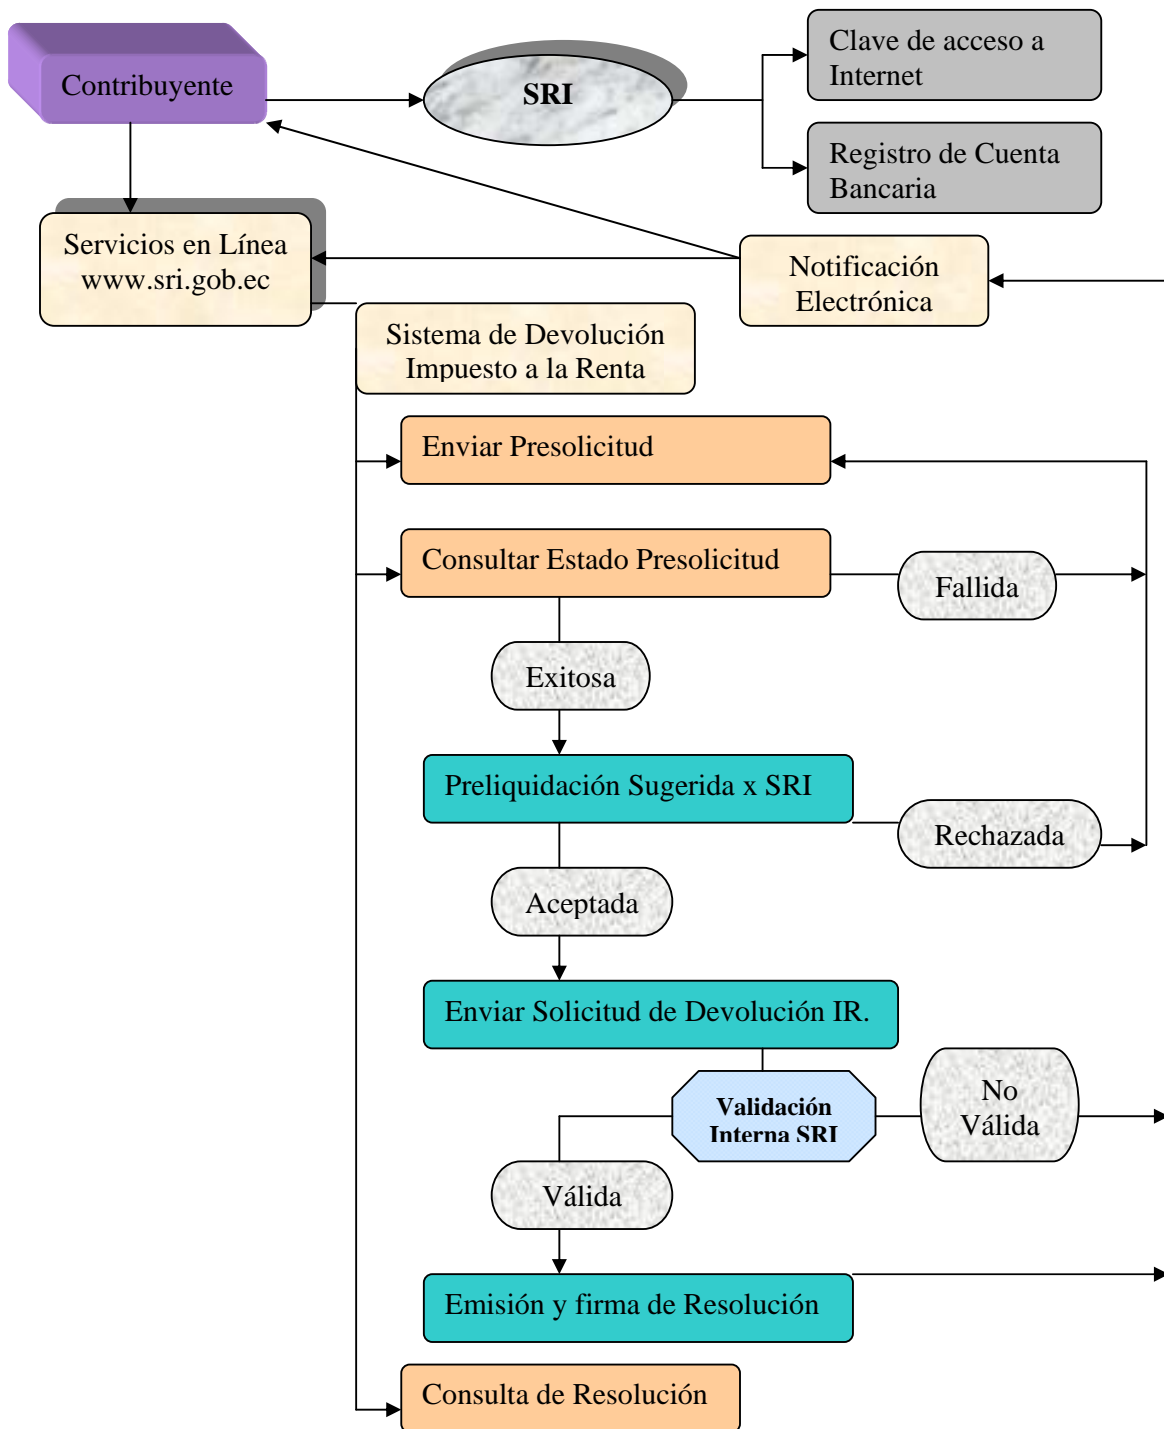 Contribuyente
SRI
Clave de acceso a
Internet
Registro de Cuenta
Bancaria
Servicios en Línea
www.sri.gob.ec
Notificación
Electrónica
Sistema de Devolución
Impuesto a la Renta
Enviar Presolicitud
Consultar Estado Presolicitud
Fallida
Exitosa
Preliquidación Sugerida x SRI
Rechazada
Aceptada
Enviar Solicitud de Devolución IR.
Validación
Interna SRI
No
Válida
Válida
Emisión y firma de Resolución
Consulta de Resolución